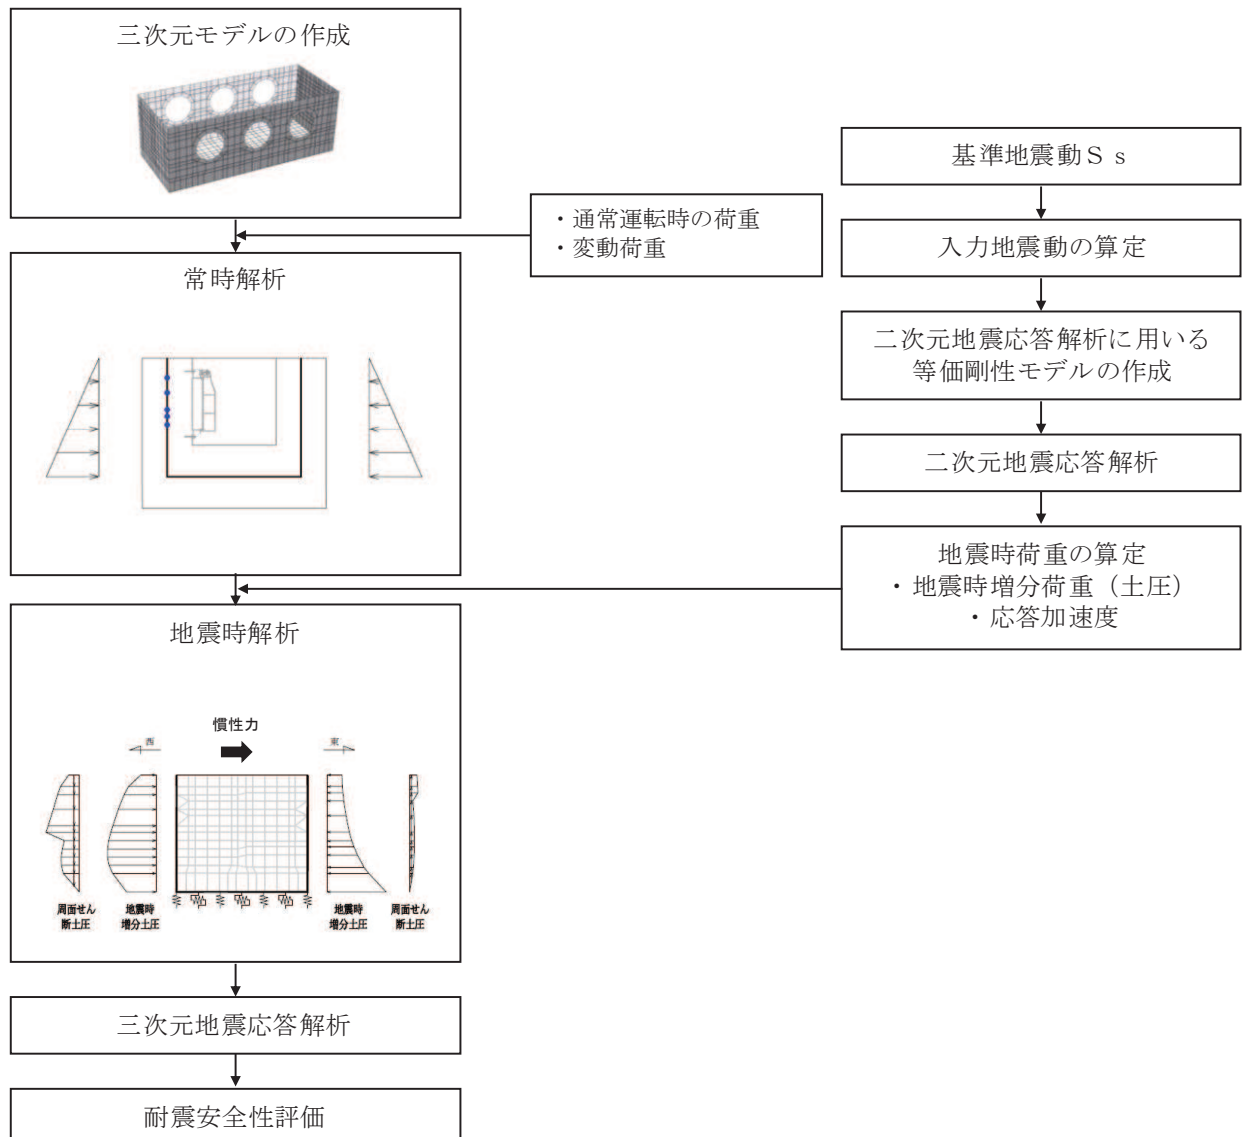 三次元モデルの作成
・通常運転時の荷重
・変動荷重
常時解析
基準地震動Ｓｓ
入力地震動の算定
二次元地震応答解析に用いる
等価剛性モデルの作成
二次元地震応答解析
地震時荷重の算定
・地震時増分荷重（土圧）
・応答加速度
地震時解析
慣性力
西
東
周面せん
断土圧
地震時
増分土圧
地震時
増分土圧
周面せん
断土圧
三次元地震応答解析
耐震安全性評価